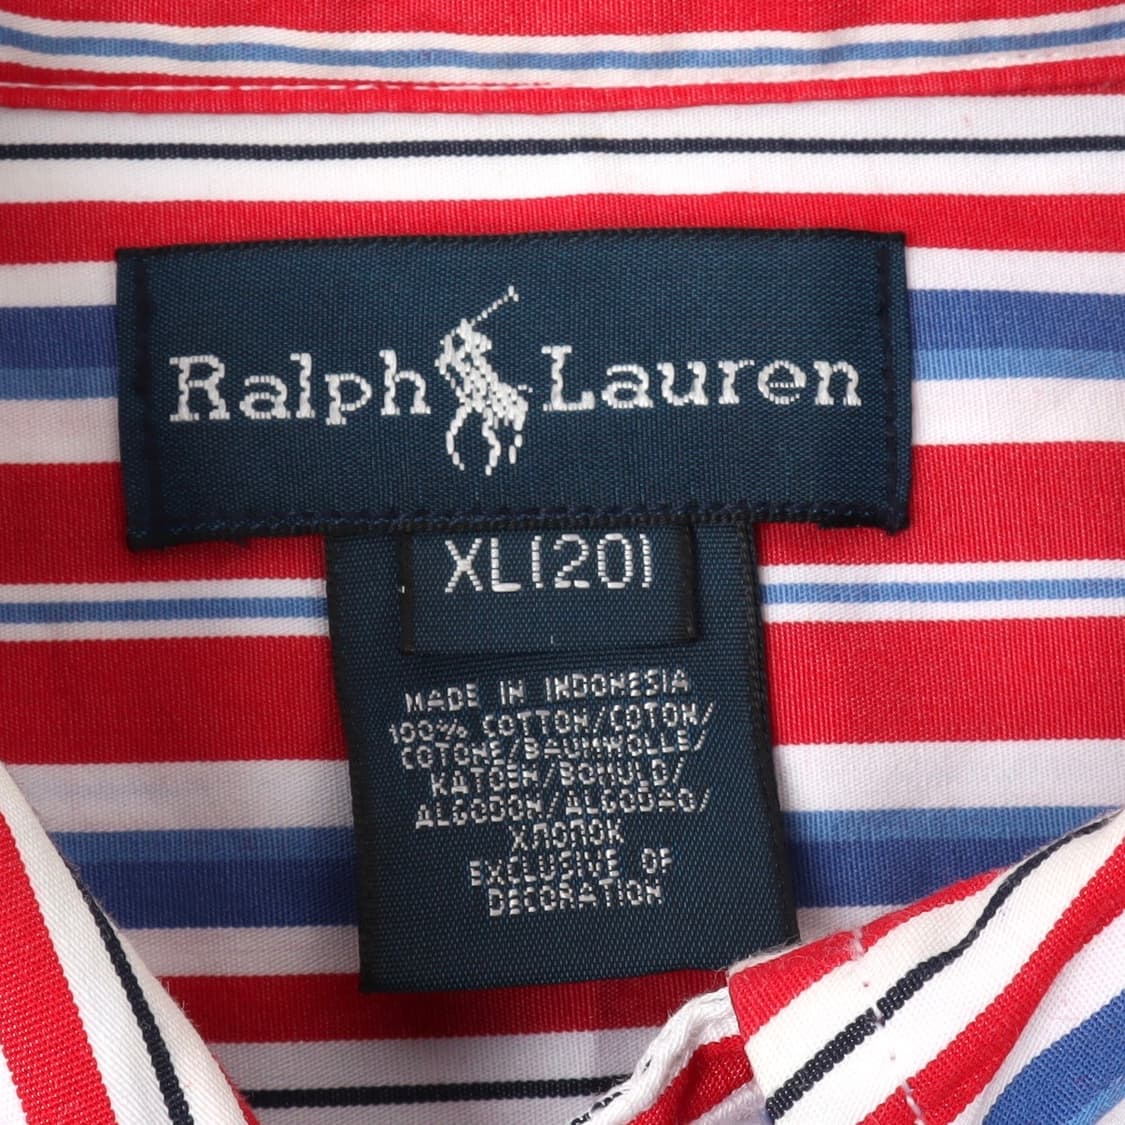 Ralph Lauren
XL(20)
MADE IN INDONESIA
100% COTTON/COTON/
COTONE/BAUMWOLLE/
KATOEN/BOMULD/
ALGODON/ALGODAO/
ХЛОПОК
EXCLUSIVE OF
DECORATION